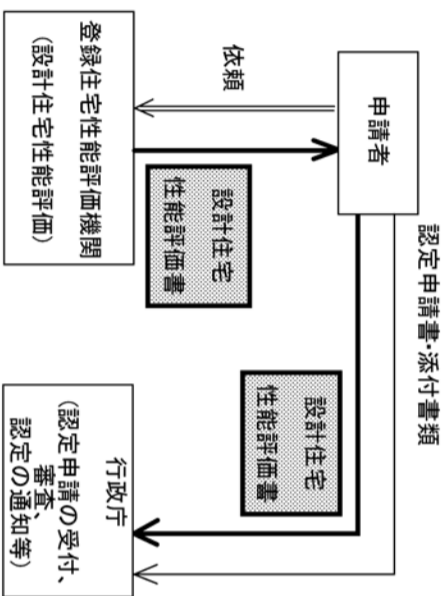 申請者
認定申請書・添付書類
依頼
設計住宅
性能評価書
設計住宅
性能評価書
登録住宅性能評価機関
(設計住宅性能評価)
行政庁
(認定申請の受付、
審査、
認定の通知等)